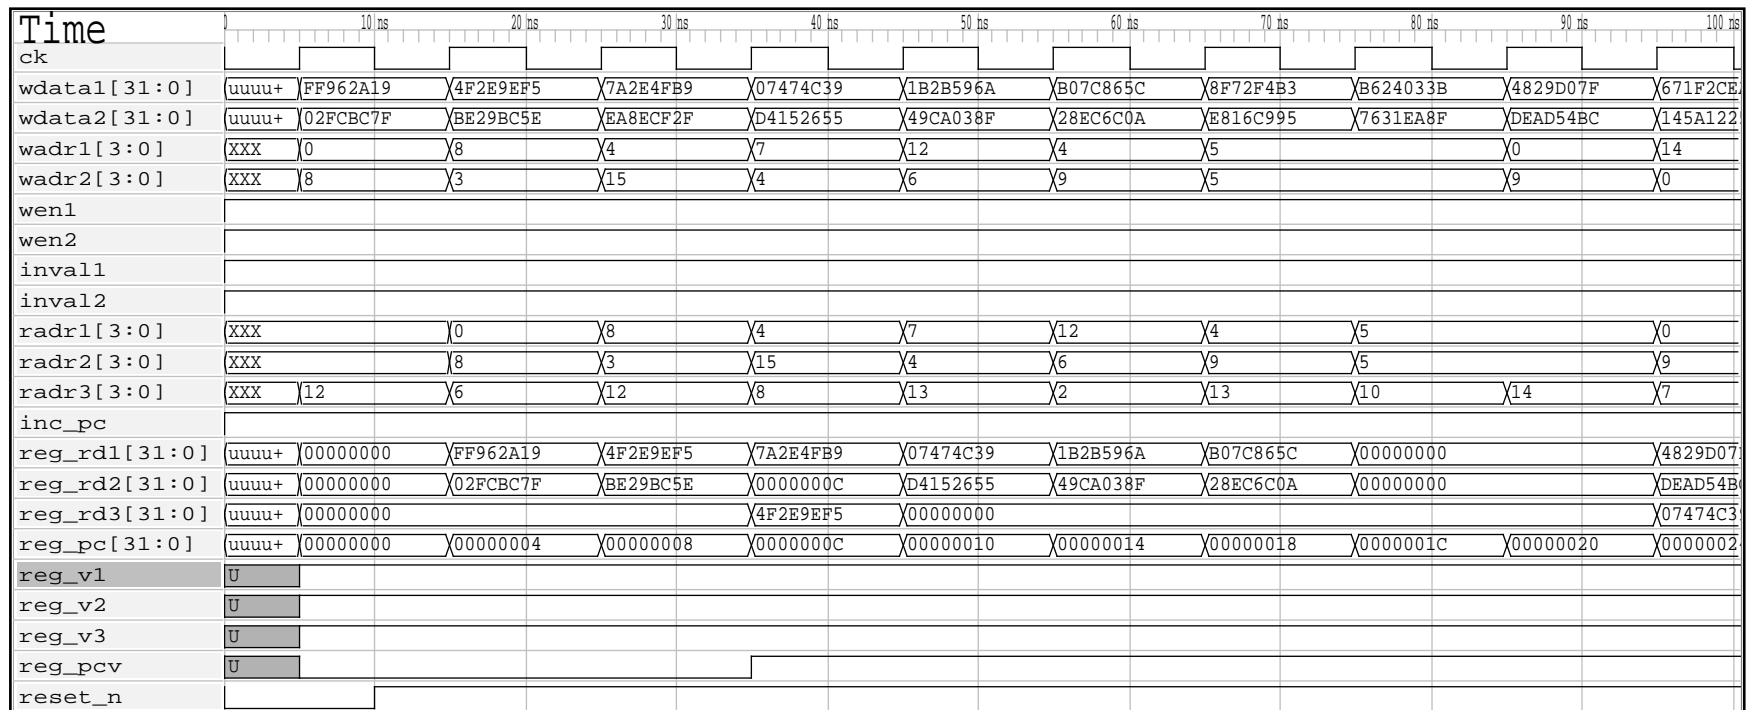 Time 0 10 ns 20 ns 30 ns 40 ns 50 ns 60 ns 70 ns 80 ns 90 ns 100 ns
ck
wdata1[31:0] uuuu+ FF962A19 4F2E9EF5 7A2E4FB9 07474C39 1B2B596A B07C865C 8F72F4B3 B624033B 4829D07F 671F2CE
wdata2[31:0] uuuu+ 02FCBC7F BE29BC5E EA8ECF2F D4152655 49CA038F 28EC6C0A E816C995 7631EA8F DEAD54BC 145A122
wadr1[3:0] XXX 0 8 4 7 12 4 5 0 14
wadr2[3:0] XXX 8 3 15 4 6 9 5 9 0
wen1
wen2
inval1
inval2
radr1[3:0] XXX 0 8 4 7 12 4 5 0
radr2[3:0] XXX 8 3 15 4 6 9 5 9
radr3[3:0] XXX 12 6 12 8 13 2 13 10 14 7
inc_pc
reg_rd1[31:0] uuuu+ 00000000 FF962A19 4F2E9EF5 7A2E4FB9 07474C39 1B2B596A B07C865C 00000000 4829D07
reg_rd2[31:0] uuuu+ 00000000 02FCBC7F BE29BC5E 0000000C D4152655 49CA038F 28EC6C0A 00000000 DEAD54B
reg_rd3[31:0] uuuu+ 00000000 4F2E9EF5 00000000 07474C3
reg_pc[31:0] uuuu+ 00000000 00000004 00000008 0000000C 00000010 00000014 00000018 0000001C 00000020 0000002
reg_v1 U
reg_v2 U
reg_v3 U
reg_pcv U
reset_n